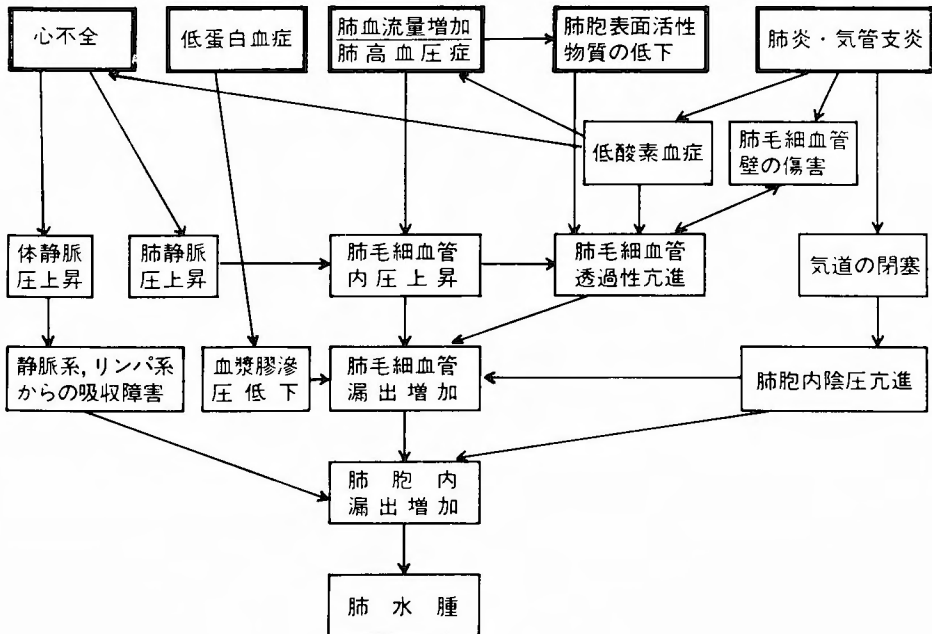 心不全
低蛋白血症
肺血流量増加
肺高血圧症
肺胞表面活性
物質の低下
肺炎・気管支炎
低酸素血症
肺毛細血管
壁の傷害
体静脈
圧上昇
肺静脈
圧上昇
肺毛細血管
内圧上昇
肺毛細血管
透過性亢進
気道の閉塞
静脈系,リンパ系
からの吸収障害
血漿膠滲
圧低下
肺毛細血管
漏出増加
肺胞内陰圧亢進
肺胞内
漏出増加
肺水腫